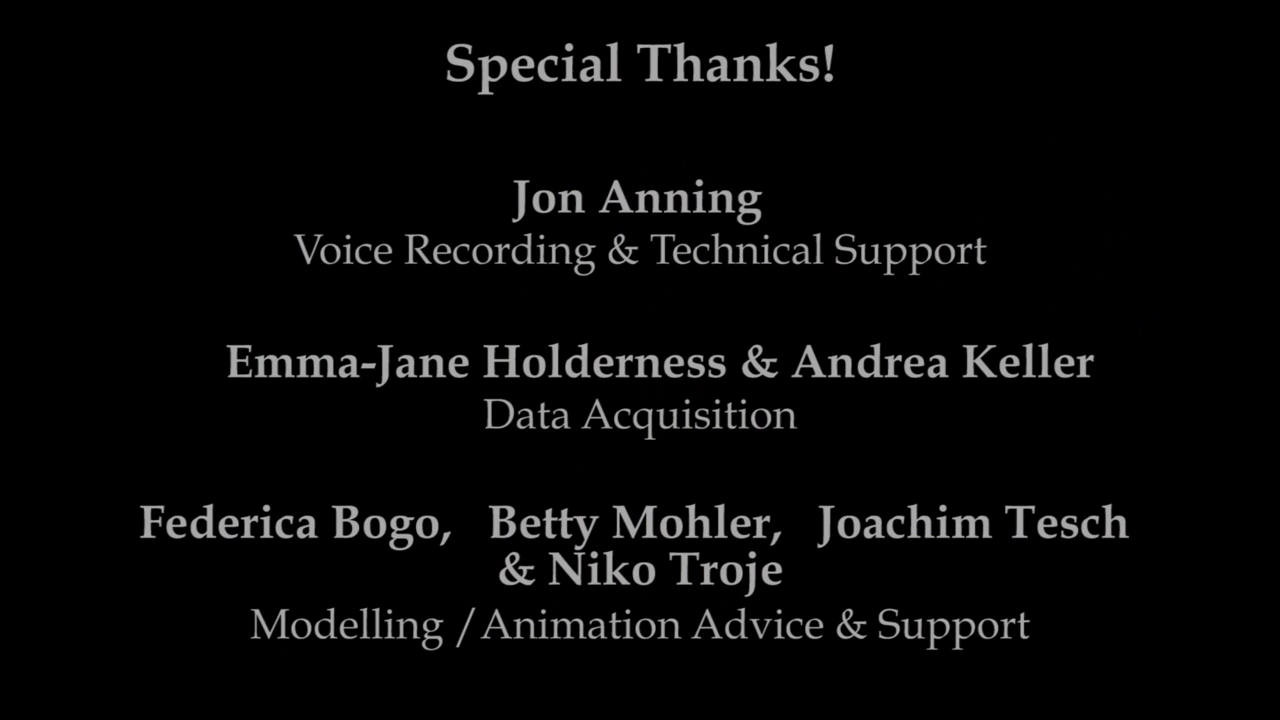 Special Thanks!
Jon Anning
Voice Recording & Technical Support
Emma-Jane Holderness & Andrea Keller
Data Acquisition
Federica Bogo, Betty Mohler, Joachim Tesch
& Niko Troje
Modelling / Animation Advice & Support